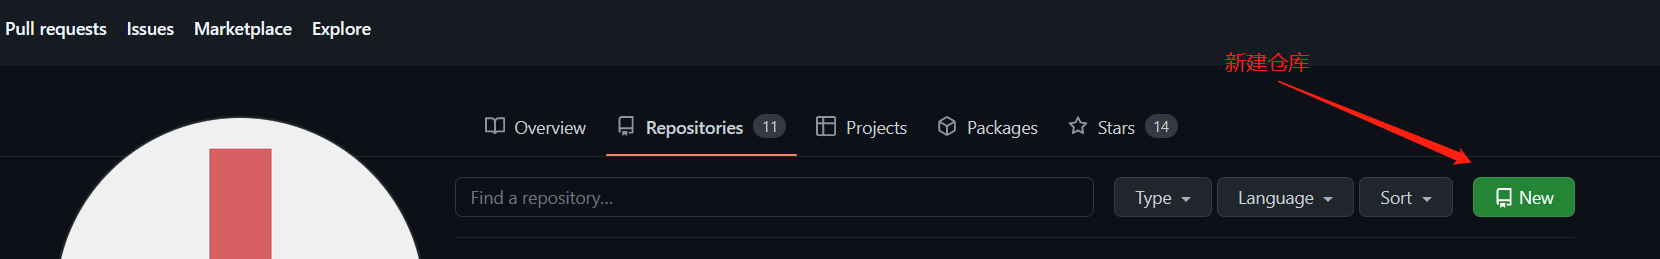 Pull requests Issues Marketplace Explore
新建仓库
Overview Repositories 11 Projects Packages Stars 14
Find a repository... Type Language Sort New